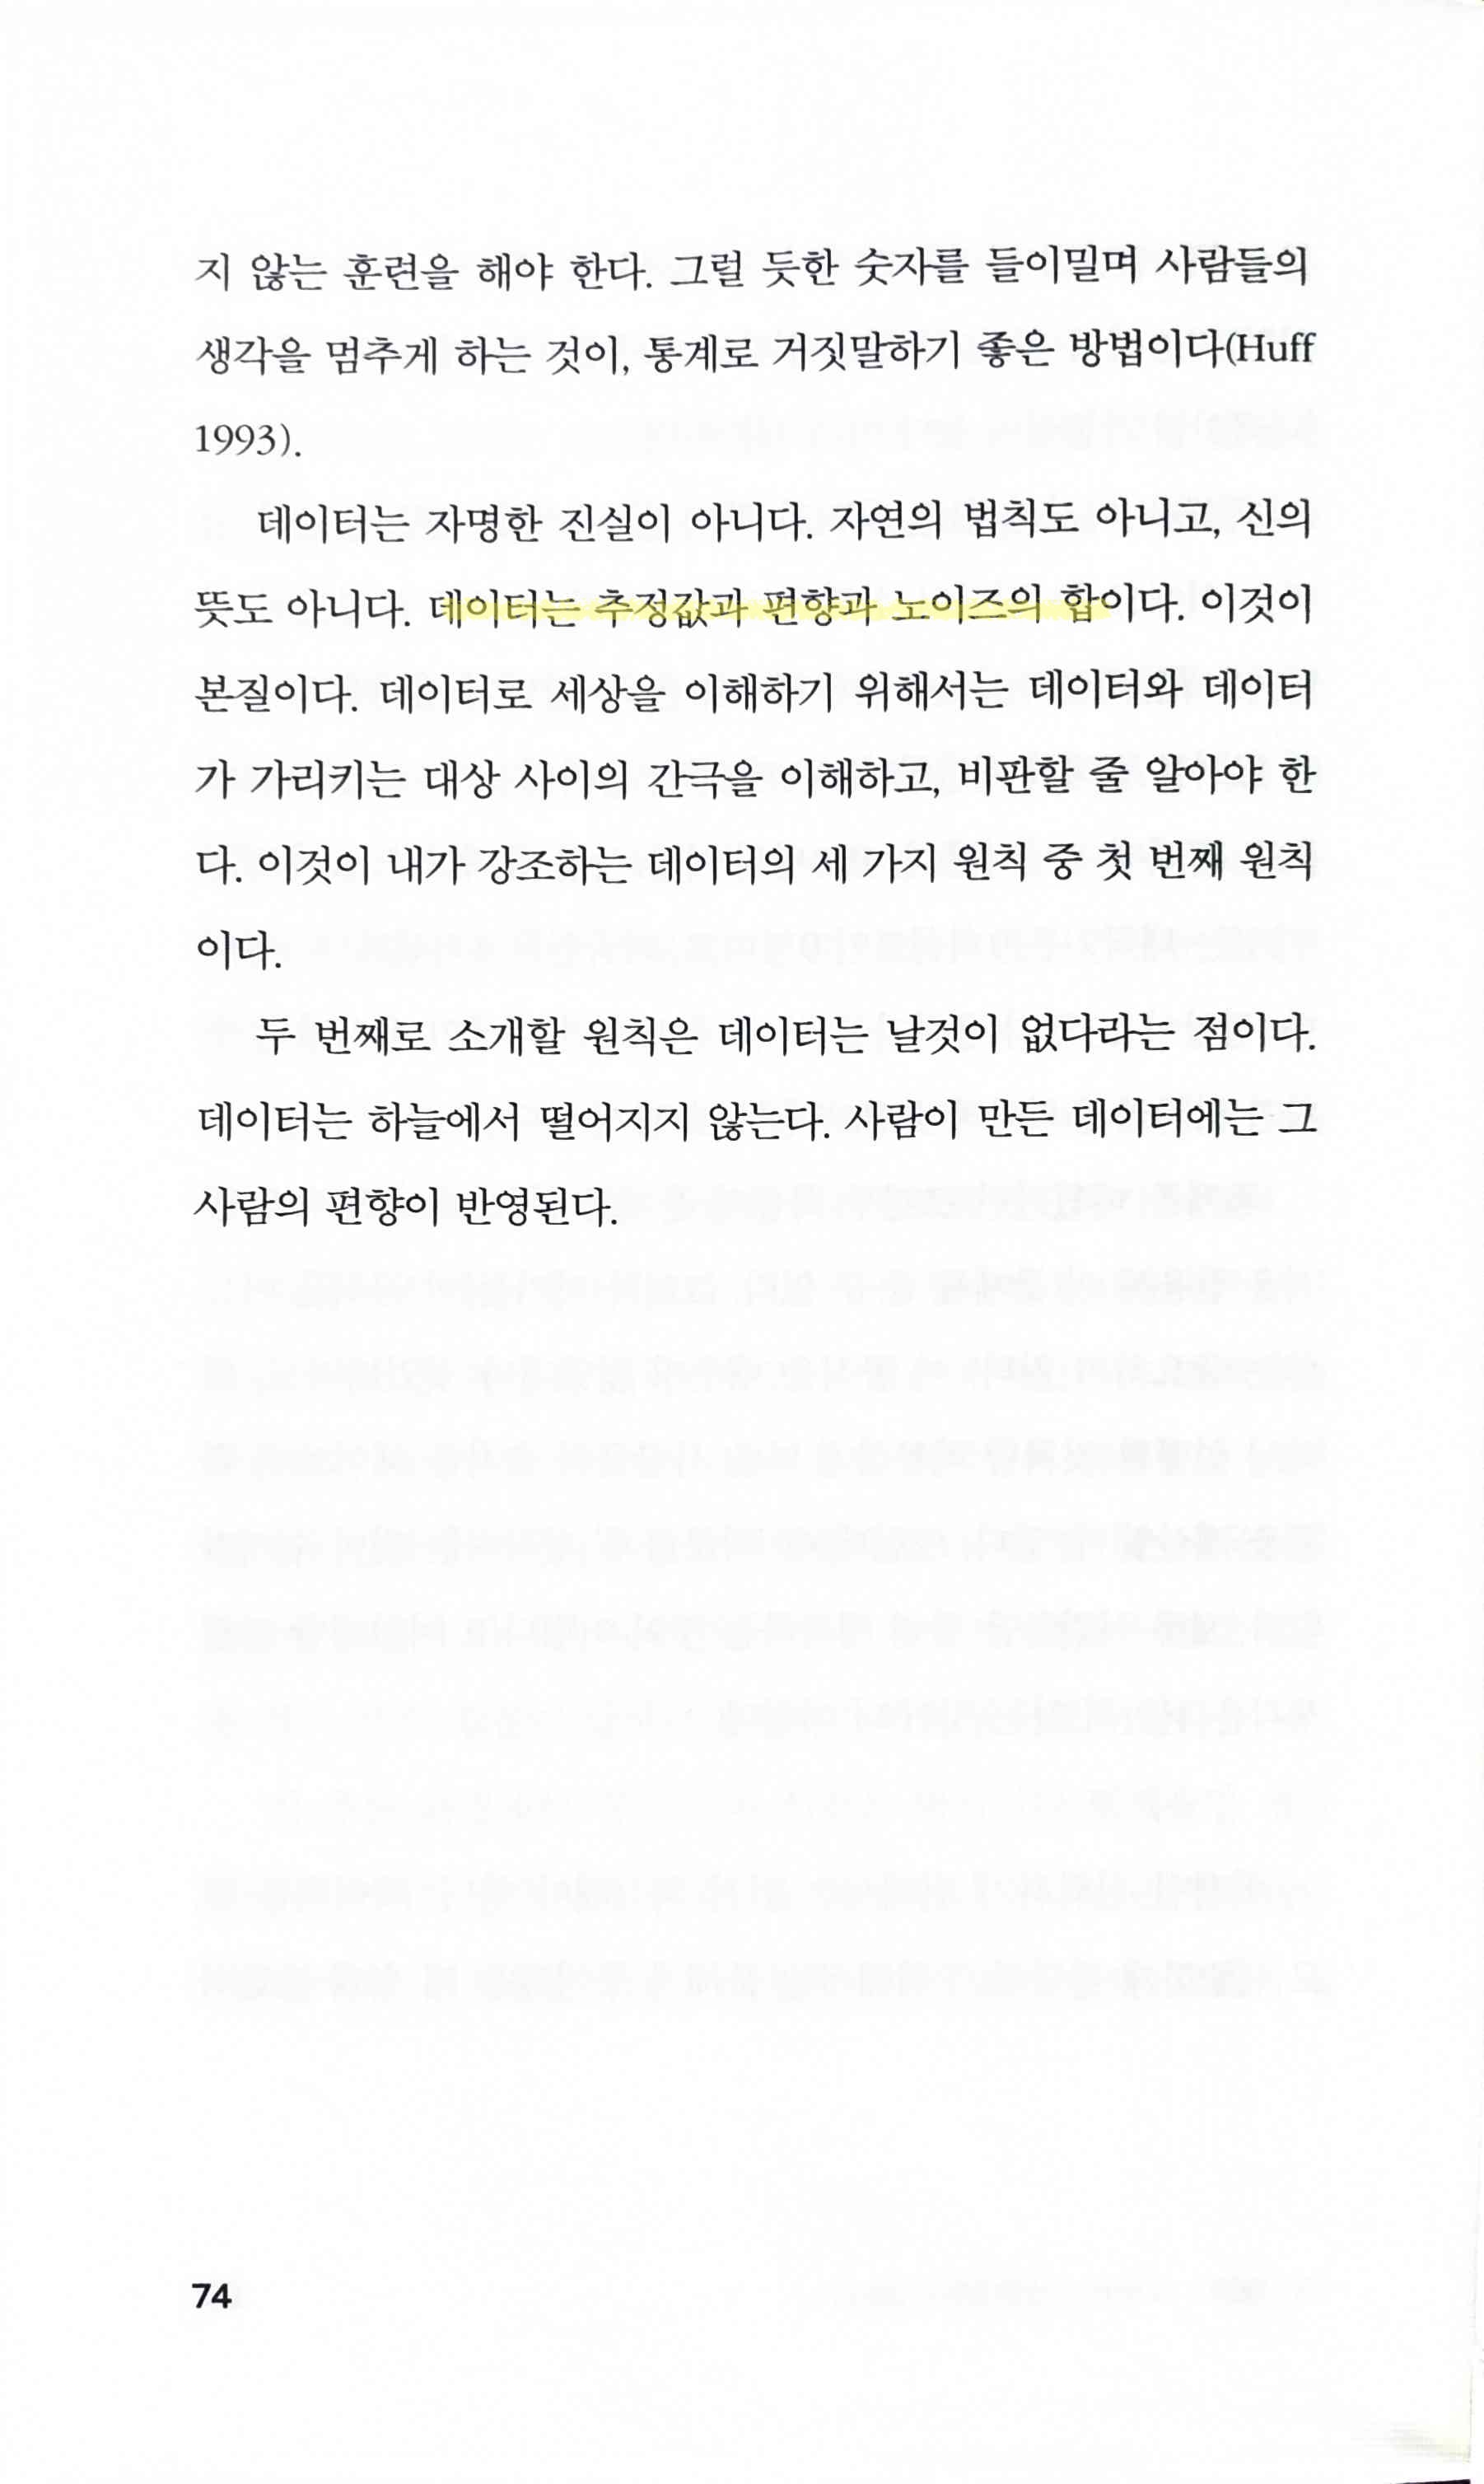 지 않는 훈련을 해야 한다. 그럴 듯한 숫자를 들이밀며 사람들의
생각을 멈추게 하는 것이, 통계로 거짓말하기 좋은 방법이다(Huff
1993).
데이터는 자명한 진실이 아니다. 자연의 법칙도 아니고, 신의
뜻도 아니다. 데이터는 추정값과 편향과 노이즈의 합이다. 이것이
본질이다. 데이터로 세상을 이해하기 위해서는 데이터와 데이터
가 가리키는 대상 사이의 간극을 이해하고, 비판할 줄 알아야 한
다. 이것이 내가 강조하는 데이터의 세 가지 원칙 중 첫 번째 원칙
이다.
두 번째로 소개할 원칙은 데이터는 날것이 없다라는 점이다.
데이터는 하늘에서 떨어지지 않는다. 사람이 만든 데이터에는 그
사람의 편향이 반영된다.
74